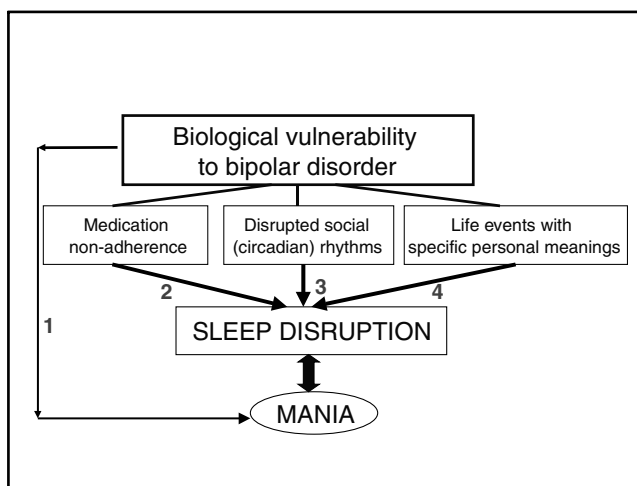 Biological vulnerability
to bipolar disorder
Medication
non-adherence
Disrupted social
(circadian) rhythms
Life events with
specific personal meanings
2
3
4
1
SLEEP DISRUPTION
MANIA